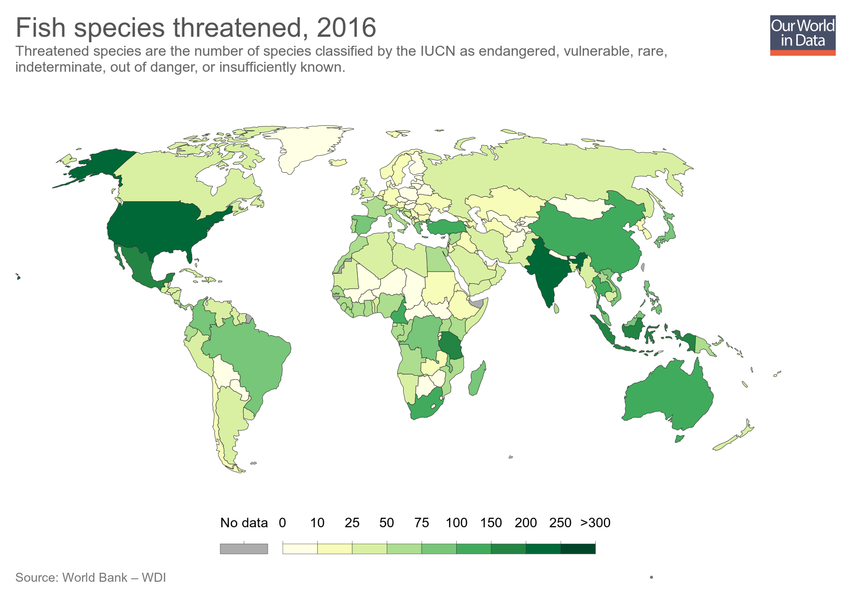 Fish species threatened, 2016
Our World
in Data
Threatened species are the number of species classified by the IUCN as endangered, vulnerable, rare,
indeterminate, out of danger, or insufficiently known.
No data 0 10 25 50 75 100 150 200 250 >300
Source: World Bank – WDI